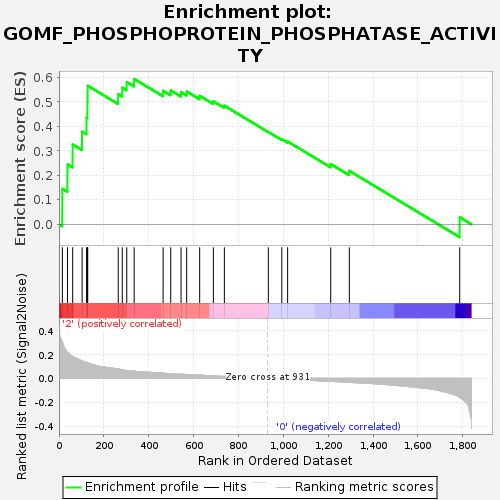 Enrichment plot:
GOMF_PHOSPHOPROTEIN_PHOSPHATASE_ACTIVI
TY
Enrichment score (ES)
0.6
0.5
0.4
0.3
0.2
0.1
0.0
'2' (positively correlated)
Ranked list metric (Signal2Noise)
0.4
0.2
0.0
-0.2
-0.4
Zero cross at 931
'0' (negatively correlated)
0 200 400 600 800 1,000 1,200 1,400 1,600 1,800
Rank in Ordered Dataset
Enrichment profile Hits Ranking metric scores